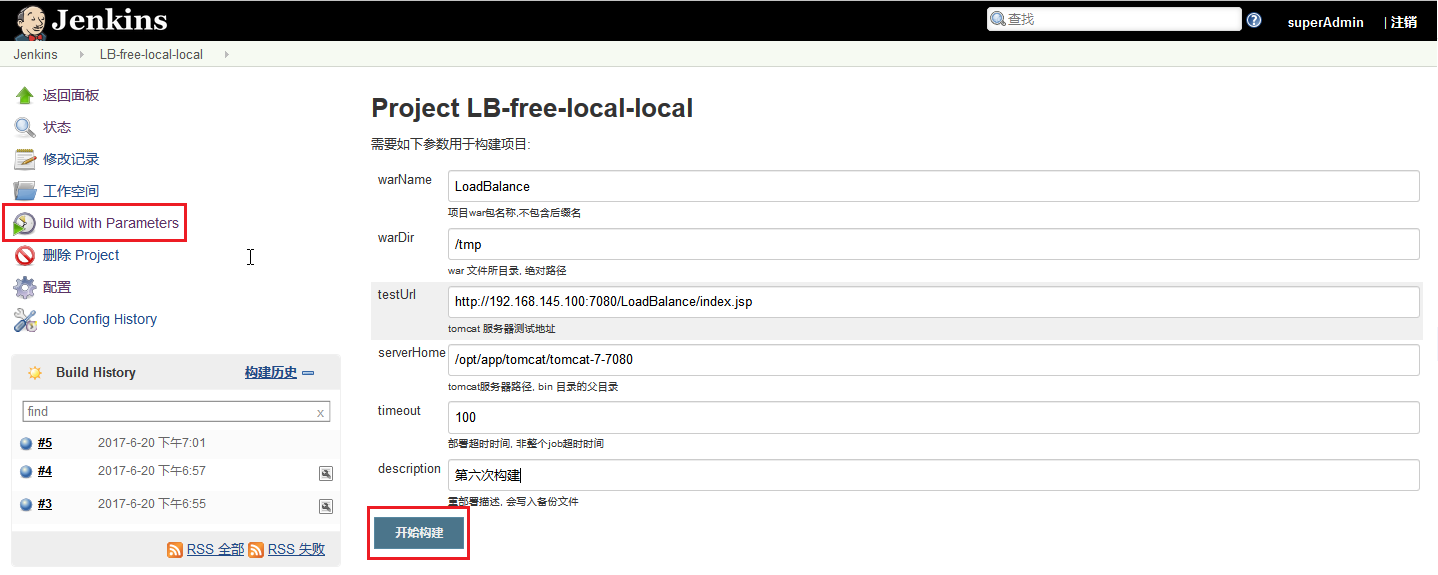 Jenkins
查找
superAdmin | 注销
Jenkins LB-free-local-local
返回面板
状态
修改记录
工作空间
Build with Parameters
删除 Project
配置
Job Config History
Build History 构建历史
find x
#5 2017-6-20 下午7:01
#4 2017-6-20 下午6:57
#3 2017-6-20 下午6:55
RSS 全部 RSS 失败
Project LB-free-local-local
需要如下参数用于构建项目:
warName LoadBalance
项目war包名称,不包含后缀名
warDir /tmp
war 文件所目录, 绝对路径
testUrl http://192.168.145.100:7080/LoadBalance/index.jsp
tomcat 服务器测试地址
serverHome /opt/app/tomcat/tomcat-7-7080
tomcat服务器路径, bin 目录的父目录
timeout 100
部署超时时间, 非整个job超时时间
description 第六次构建
重部署描述, 会写入备份文件
开始构建